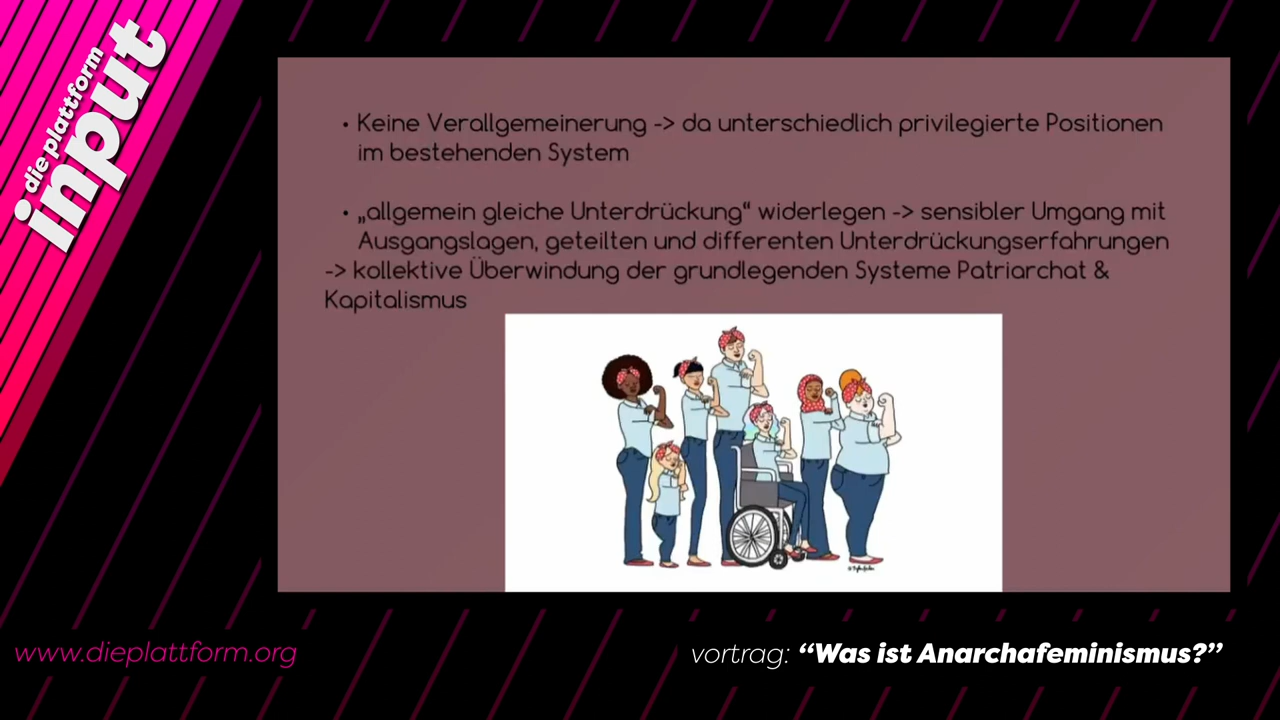 die plattform
input
• Keine Verallgemeinerung -> da unterschiedlich privilegierte Positionen
im bestehenden System
• „allgemein gleiche Unterdrückung“ widerlegen -> sensibler Umgang mit
Ausgangslagen, geteilten und differenten Unterdrückungserfahrungen
-> kollektive Überwindung der grundlegenden Systeme Patriarchat &
Kapitalismus
www.dieplattform.org
vortrag: “Was ist Anarchafeminismus?”